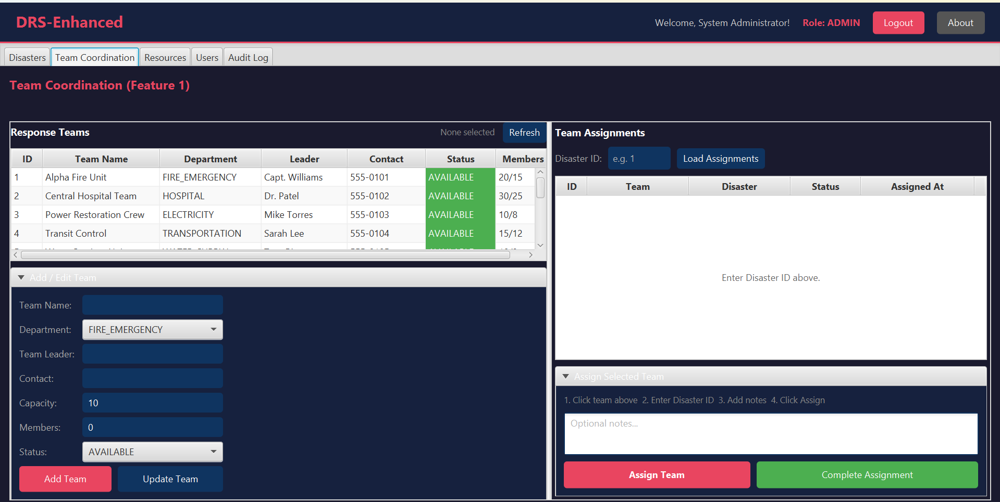 DRS-Enhanced
Welcome, System Administrator! Role: ADMIN Logout About
Disasters Team Coordination Resources Users Audit Log
Team Coordination (Feature 1)
Response Teams None selected Refresh
ID Team Name Department Leader Contact Status Members
1 Alpha Fire Unit FIRE_EMERGENCY Capt. Williams 555-0101 AVAILABLE 20/15
2 Central Hospital Team HOSPITAL Dr. Patel 555-0102 AVAILABLE 30/25
3 Power Restoration Crew ELECTRICITY Mike Torres 555-0103 AVAILABLE 10/8
4 Transit Control TRANSPORTATION Sarah Lee 555-0104 AVAILABLE 15/12
Add / Edit Team
Team Name:
Department: FIRE_EMERGENCY
Team Leader:
Contact:
Capacity: 10
Members: 0
Status: AVAILABLE
Add Team Update Team
Team Assignments
Disaster ID: e.g. 1 Load Assignments
ID Team Disaster Status Assigned At
Enter Disaster ID above.
Assign Selected Team
1. Click team above 2. Enter Disaster ID 3. Add notes 4. Click Assign
Optional notes...
Assign Team Complete Assignment